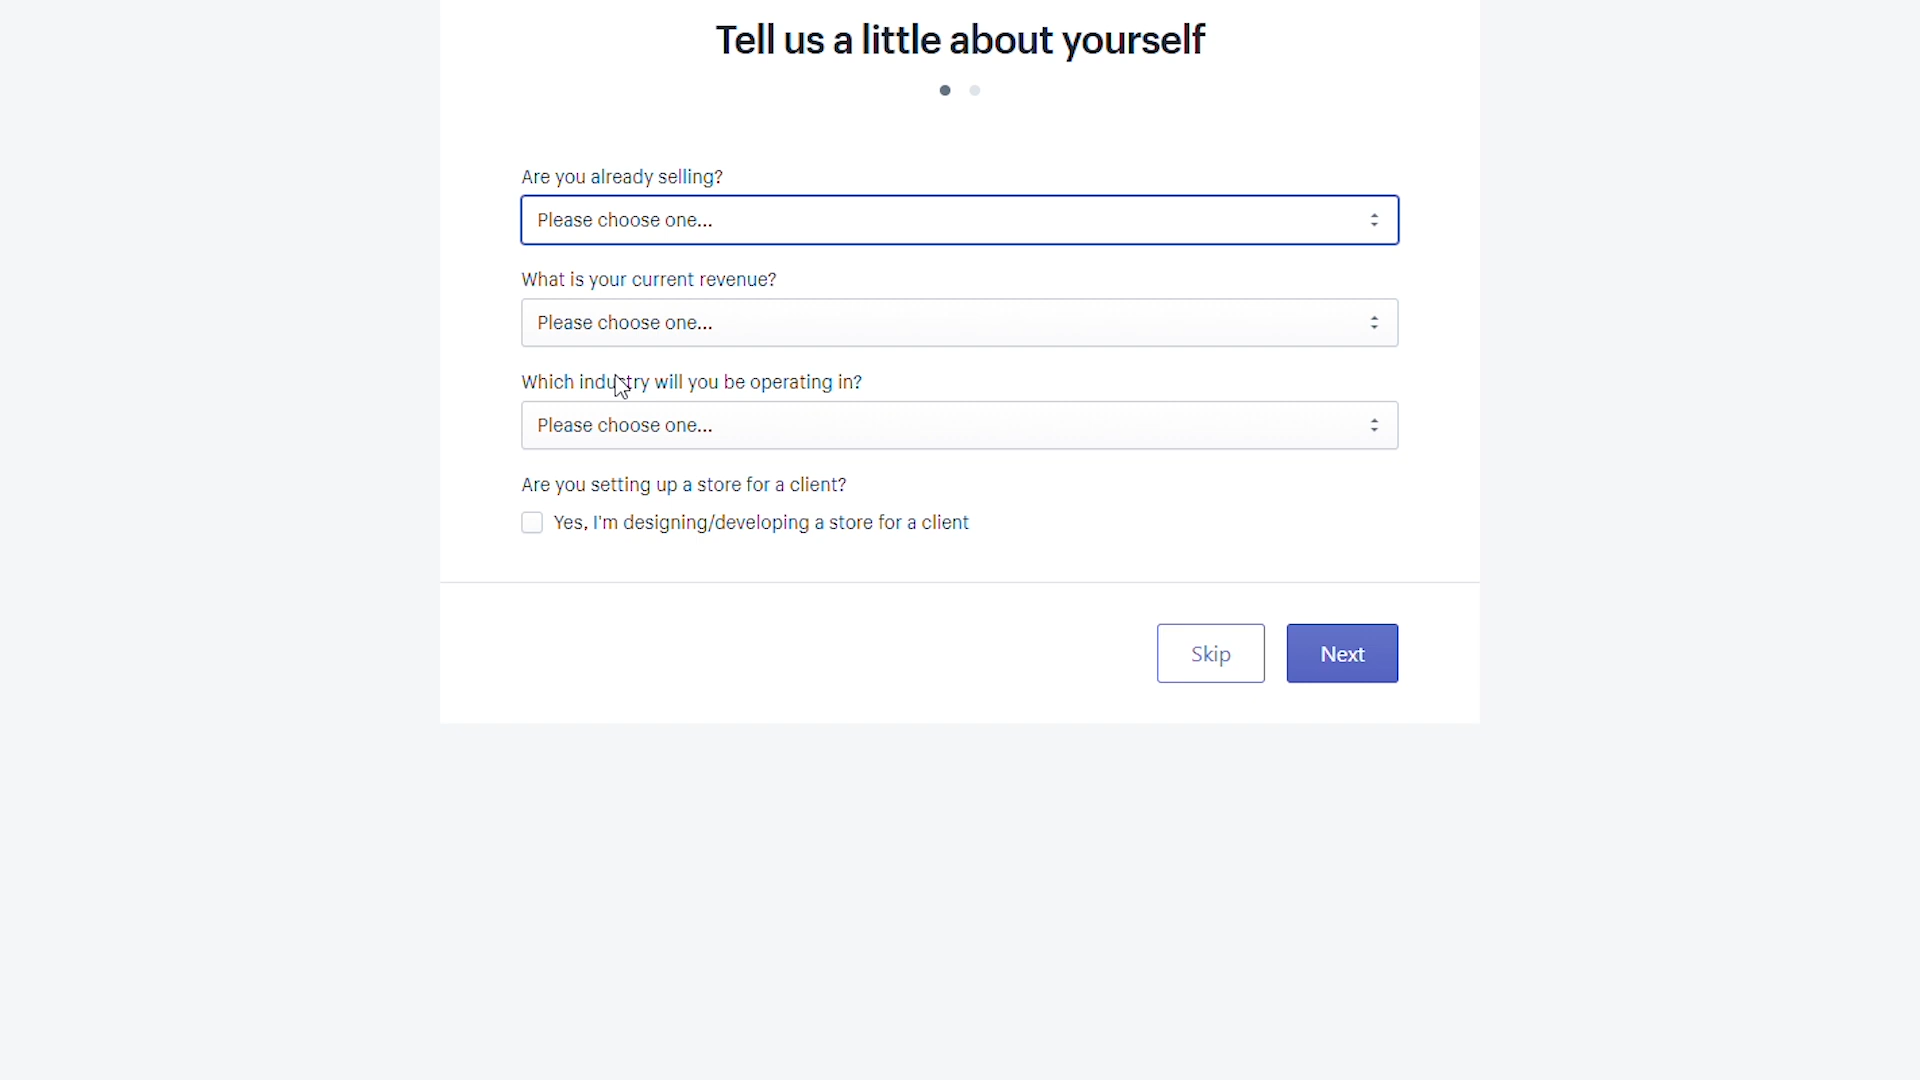 Tell us a little about yourself
Are you already selling?
Please choose one...
What is your current revenue?
Please choose one...
Which industry will you be operating in?
Please choose one...
Are you setting up a store for a client?
Yes, I'm designing/developing a store for a client
Skip
Next